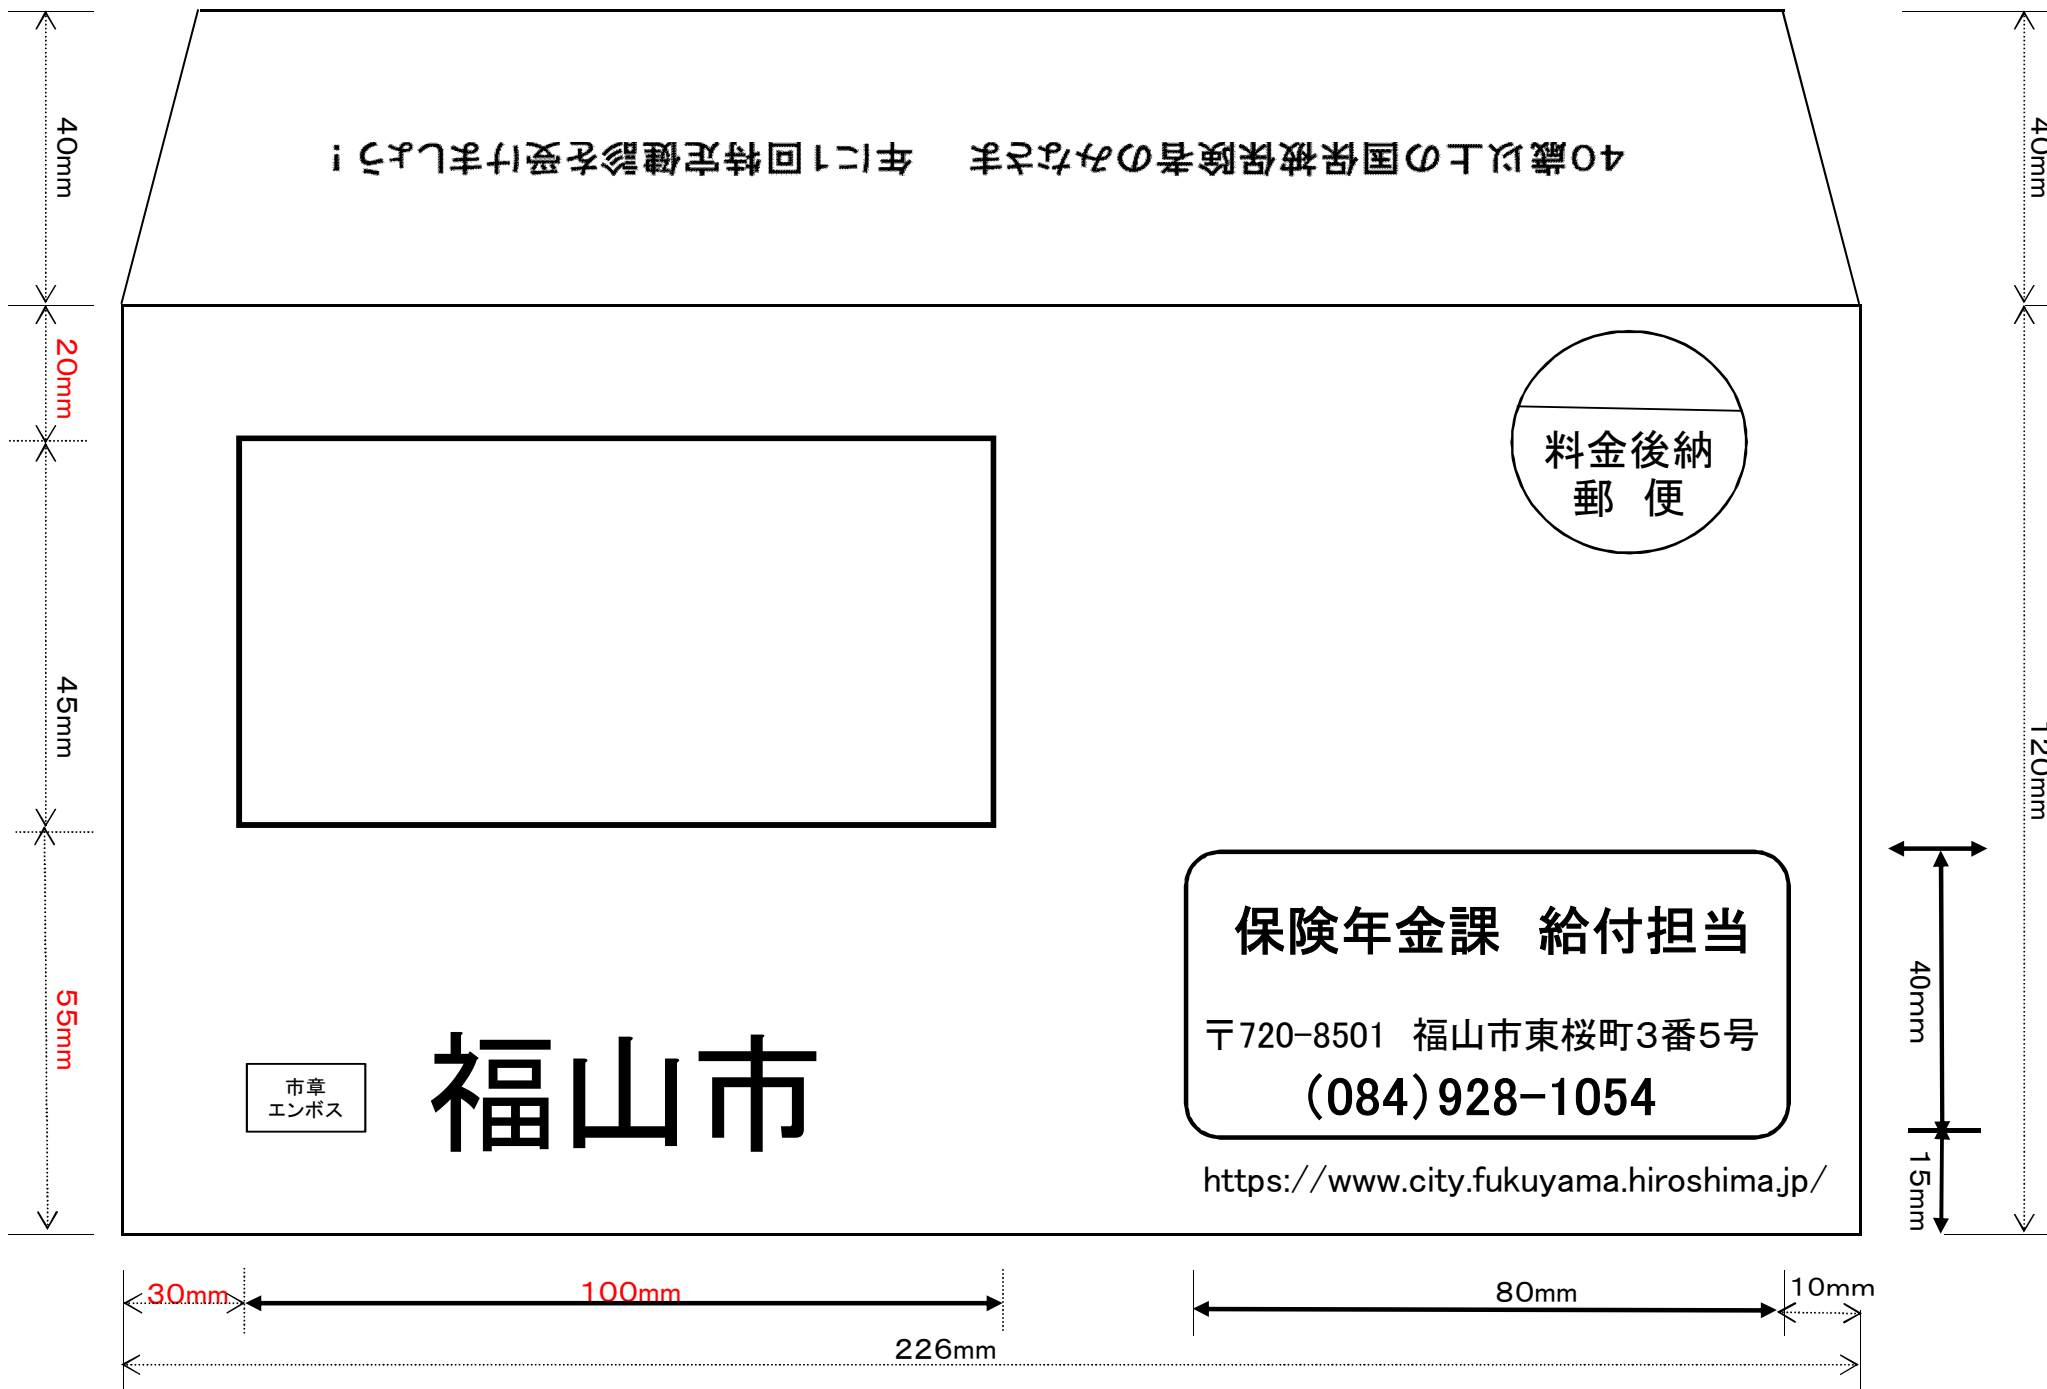 40歳以上の国保被保険者のみなさま　年に1回特定健診を受けましょう！
40mm
40mm
20mm
料金後納
郵　便
45mm
120mm
保険年金課　給付担当
40mm
55mm
〒720-8501　福山市東桜町3番5号
福山市
市章
エンボス
(084)928-1054
15mm
https://www.city.fukuyama.hiroshima.jp/
30mm
100mm
80mm
10mm
226mm